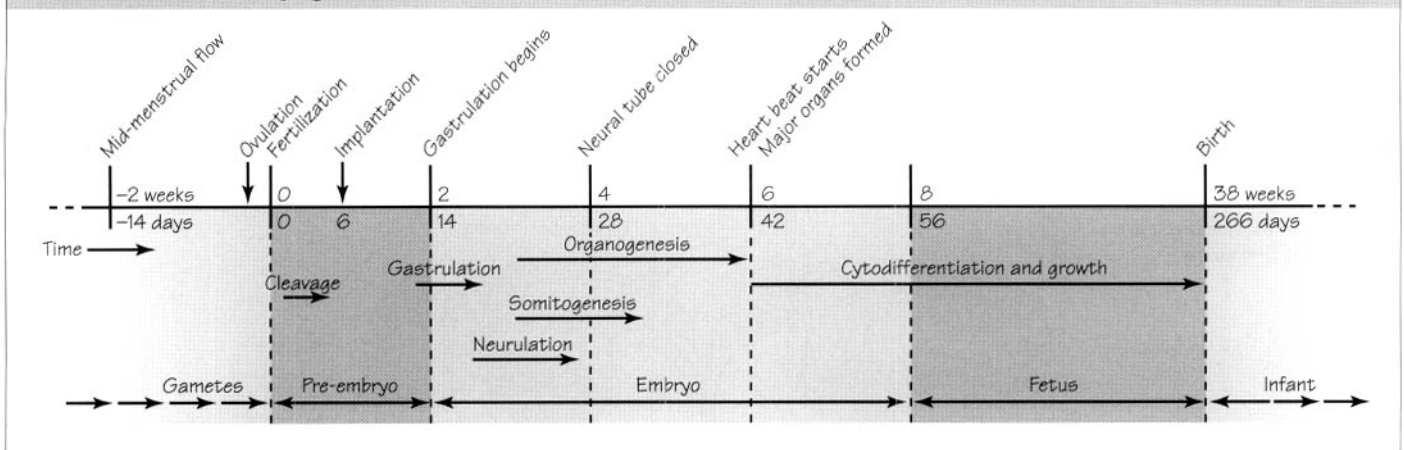 Mid-menstrual flow
Ovulation
Fertilization
Implantation
Gastrulation begins
Neural tube closed
Heart beat starts
Major organs formed
Birth
-2 weeks 0 2 4 6 8 38 weeks
-14 days 0 6 14 28 42 56 266 days
Time
Organogenesis
Gastrulation
Cytodifferentiation and growth
Cleavage
Somitogenesis
Neurulation
Gametes Pre-embryo Embryo Fetus Infant